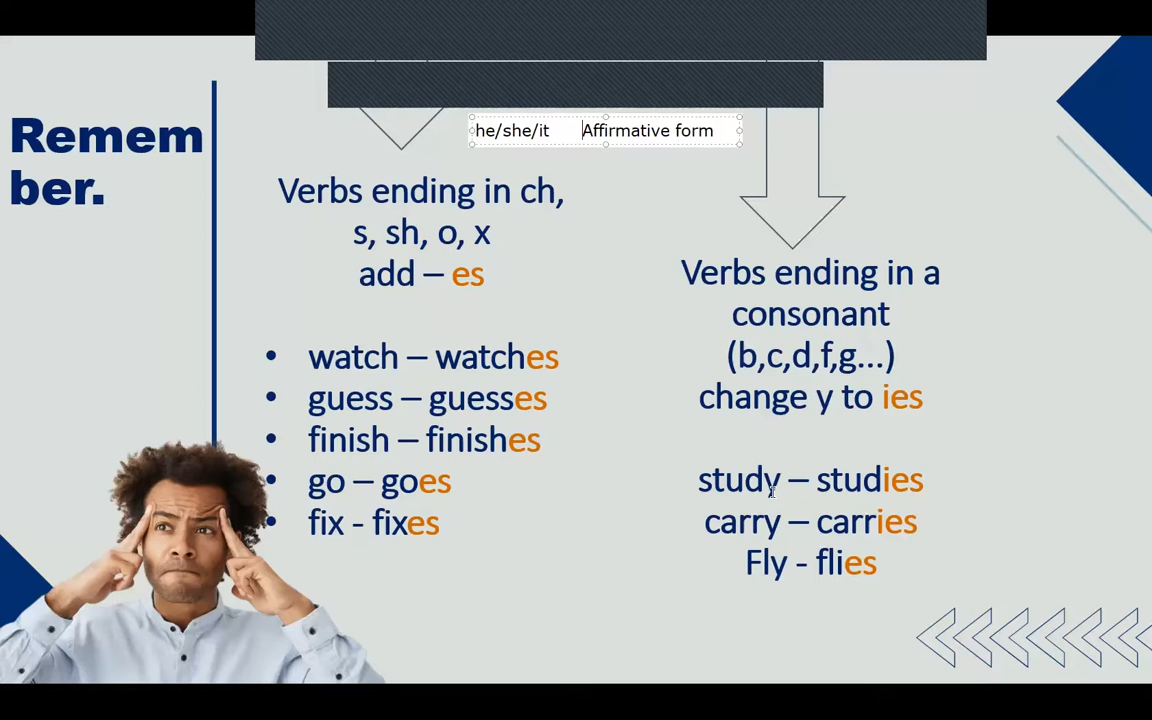 Remem
ber.
he/she/it Affirmative form
Verbs ending in ch,
s, sh, o, x
add – es
• watch – watches
• guess – guesses
• finish – finishes
• go – goes
• fix - fixes
Verbs ending in a
consonant
(b,c,d,f,g...)
change y to ies
study – studies
carry – carries
Fly - flies